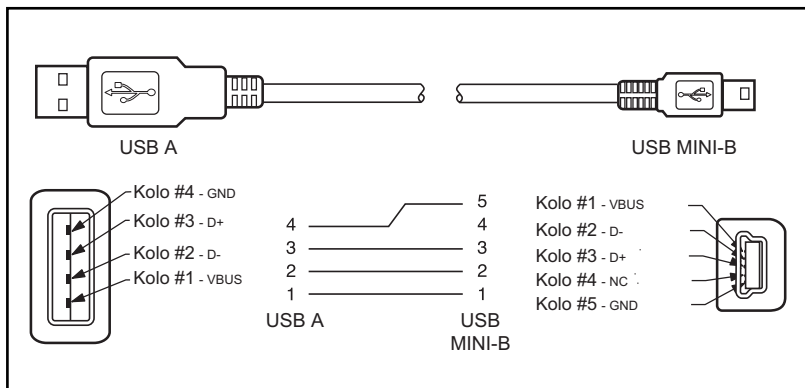 USB A
USB MINI-B
Kolo #4 - GND
Kolo #3 - D+
Kolo #2 - D-
Kolo #1 - VBUS
4
3
2
1
USB A
5
4
3
2
1
USB
MINI-B
Kolo #1 - VBUS
Kolo #2 - D-
Kolo #3 - D+
Kolo #4 - NC
Kolo #5 - GND